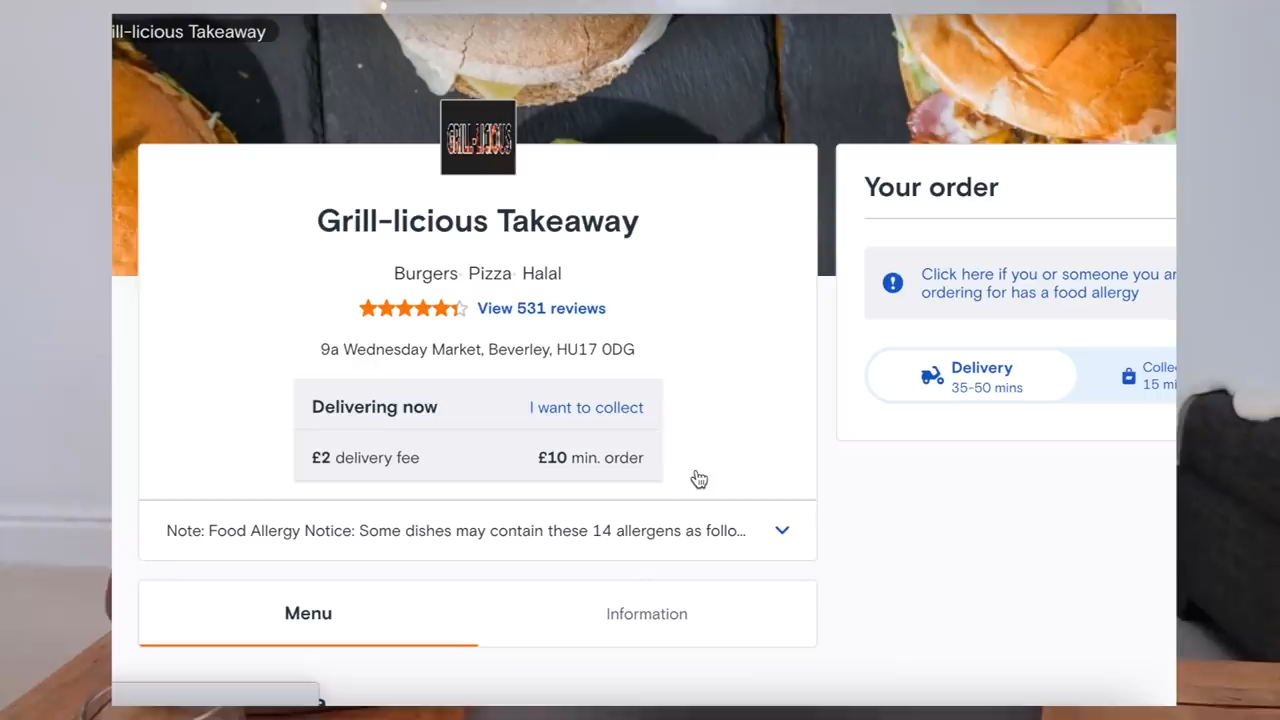 ill-licious Takeaway
GRILL-LICIOUS
Grill-licious Takeaway
Burgers Pizza Halal
View 531 reviews
9a Wednesday Market, Beverley, HU17 0DG
Delivering now
I want to collect
£2 delivery fee
£10 min. order
Note: Food Allergy Notice: Some dishes may contain these 14 allergens as follo...
Menu
Information
Your order
Click here if you or someone you ar
ordering for has a food allergy
Delivery
35-50 mins
Colle
15 mi